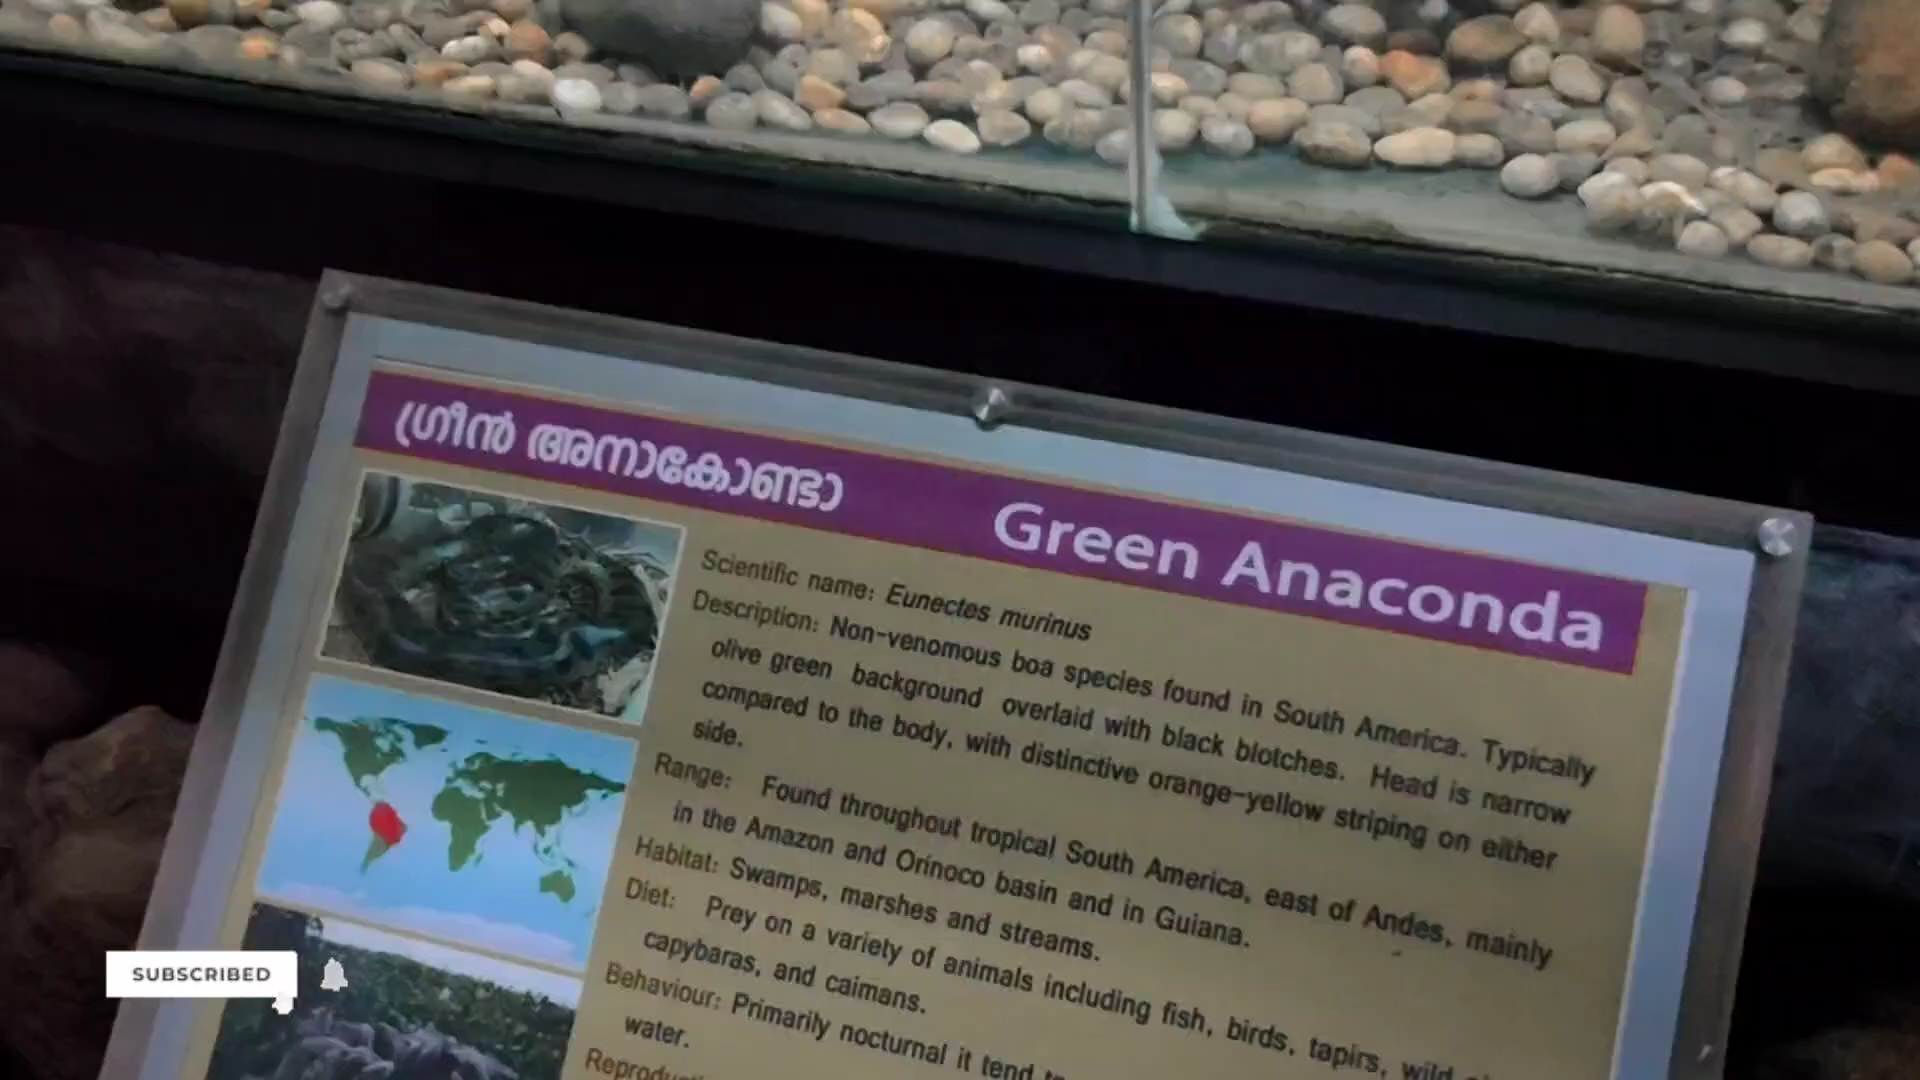 ഗ്രീൻ അനാകോണ്ടാ Green Anaconda
Scientific name: Eunectes murinus
Description: Non-venomous boa species found in South America. Typically
olive green background overlaid with black blotches. Head is narrow
compared to the body, with distinctive orange-yellow striping on either
side.
Range: Found throughout tropical South America, east of Andes, mainly
in the Amazon and Orinoco basin and in Guiana.
Habitat: Swamps, marshes and streams.
Diet: Prey on a variety of animals including fish, birds, tapirs, wild
capybaras, and caimans.
Behaviour: Primarily nocturnal it tend
water.
SUBSCRIBED